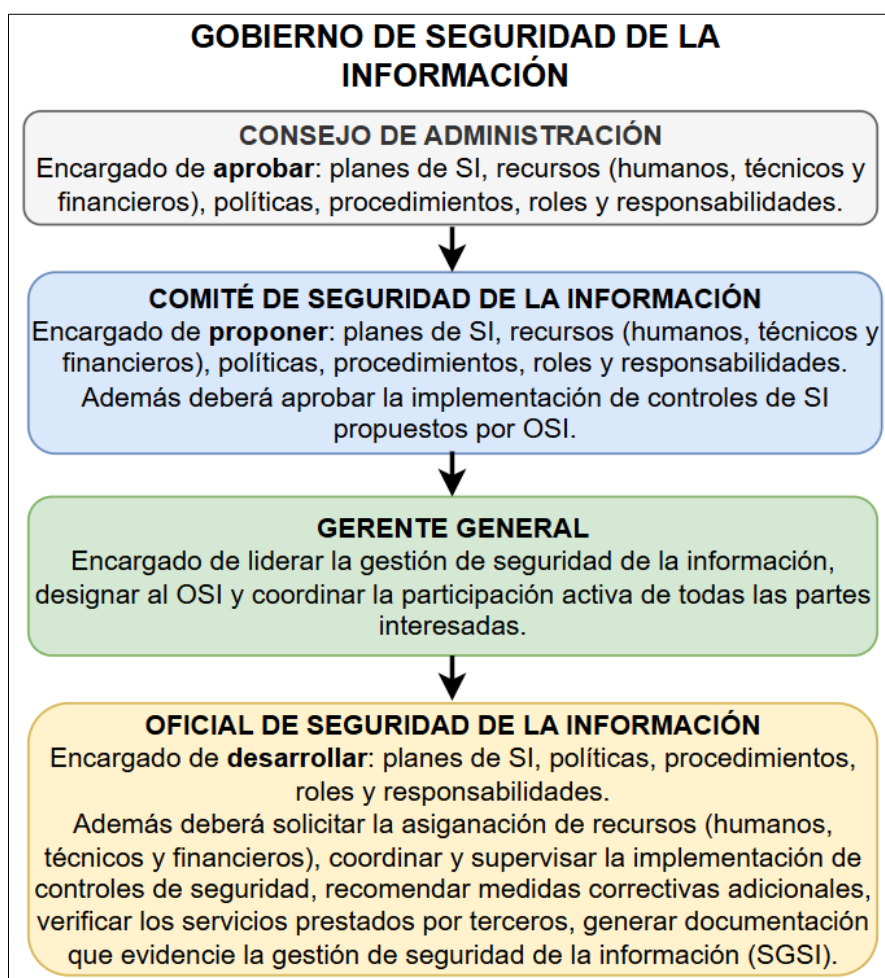 GOBIERNO DE SEGURIDAD DE LA
INFORMACIÓN
CONSEJO DE ADMINISTRACIÓN
Encargado de aprobar: planes de SI, recursos (humanos, técnicos y
financieros), políticas, procedimientos, roles y responsabilidades.
COMITÉ DE SEGURIDAD DE LA INFORMACIÓN
Encargado de proponer: planes de SI, recursos (humanos, técnicos y
financieros), políticas, procedimientos, roles y responsabilidades.
Además deberá aprobar la implementación de controles de SI
propuestos por OSI.
GERENTE GENERAL
Encargado de liderar la gestión de seguridad de la información,
designar al OSI y coordinar la participación activa de todas las partes
interesadas.
OFICIAL DE SEGURIDAD DE LA INFORMACIÓN
Encargado de desarrollar: planes de SI, políticas, procedimientos,
roles y responsabilidades.
Además deberá solicitar la asiganación de recursos (humanos,
técnicos y financieros), coordinar y supervisar la implementación de
controles de seguridad, recomendar medidas correctivas adicionales,
verificar los servicios prestados por terceros, generar documentación
que evidencie la gestión de seguridad de la información (SGSI).